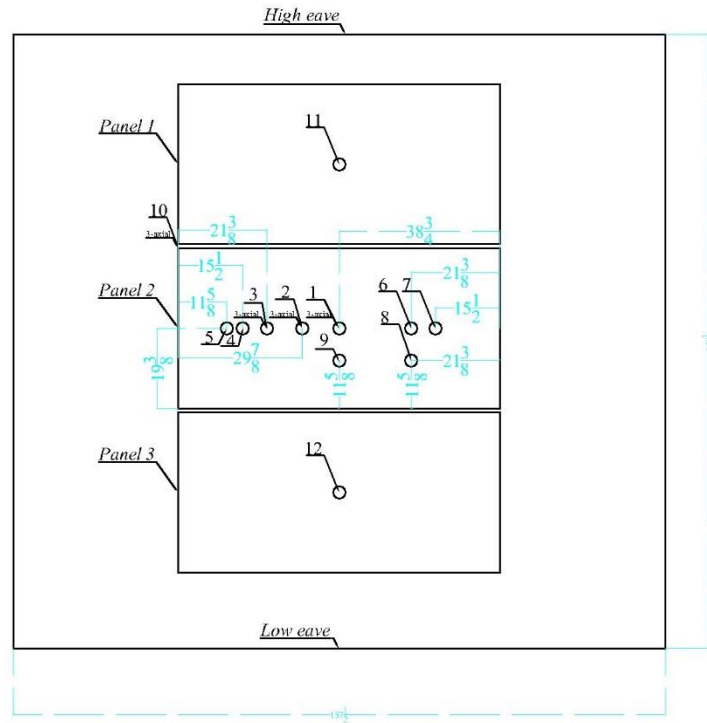 High eave
11
Panel 1
10
3-axial
21 3/8
38 3/4
15 1/2
21 3/8
Panel 2
11 5/8
3
2
1
6
7
15 1/2
3-axial
3-axial
3-axial
8
5
4
9
19 3/8
29 7/8
21 3/8
11 5/8
11 5/8
12
Panel 3
Low eave
157 1/2